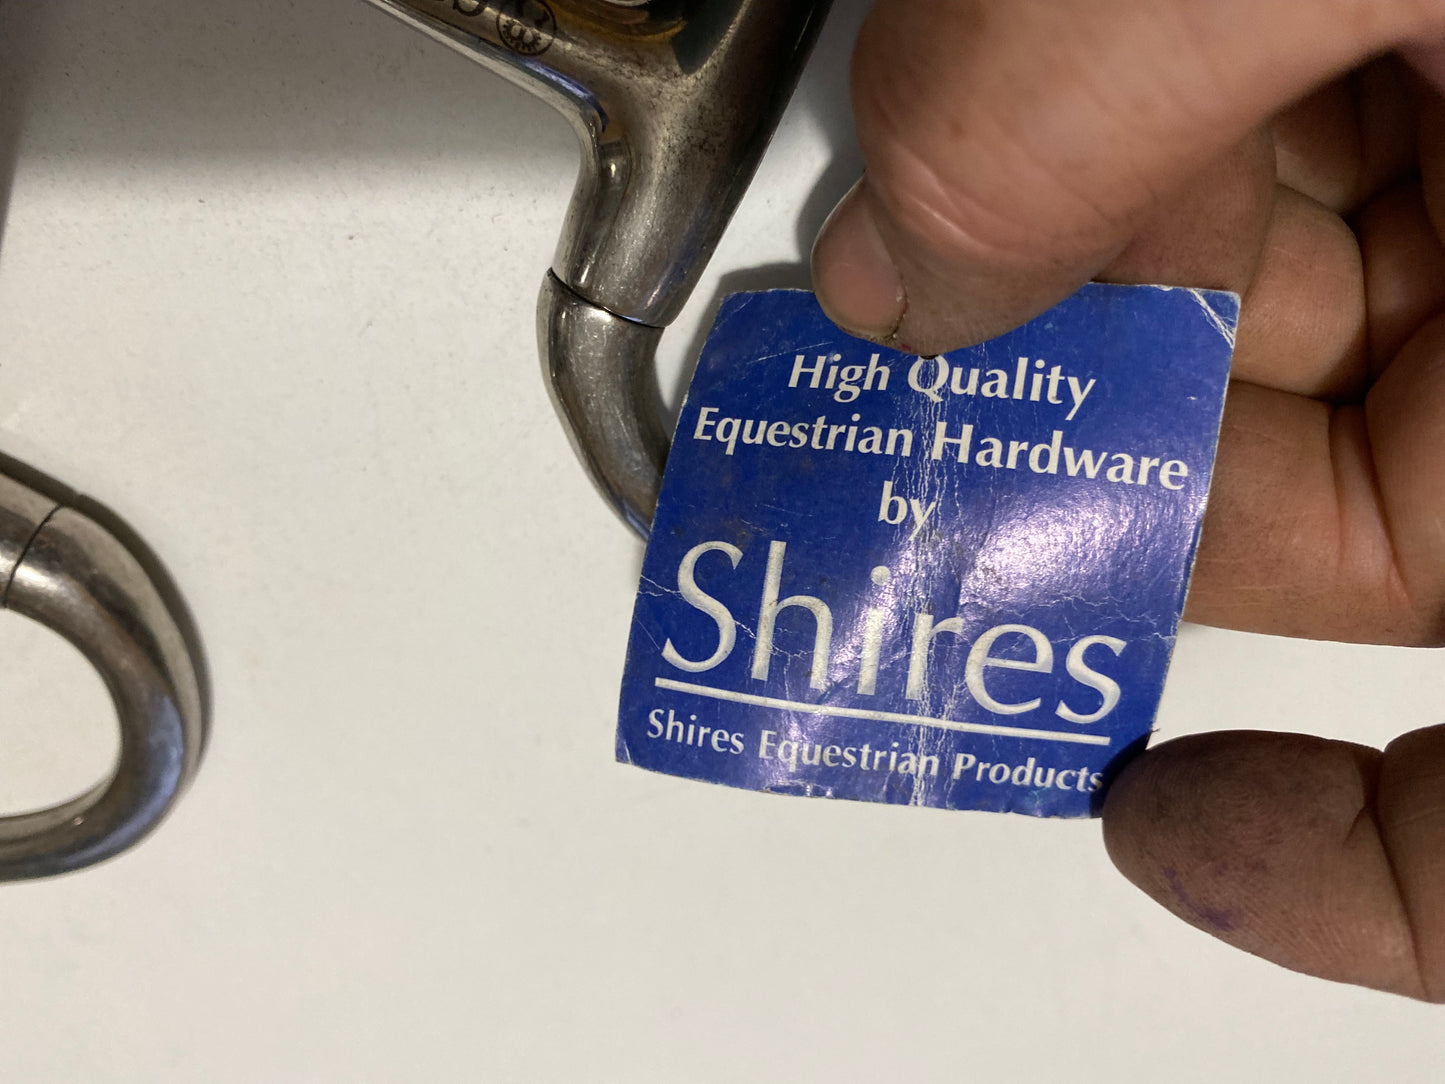 High Quality
Equestrian Hardware
by
Shires
Shires Equestrian Products